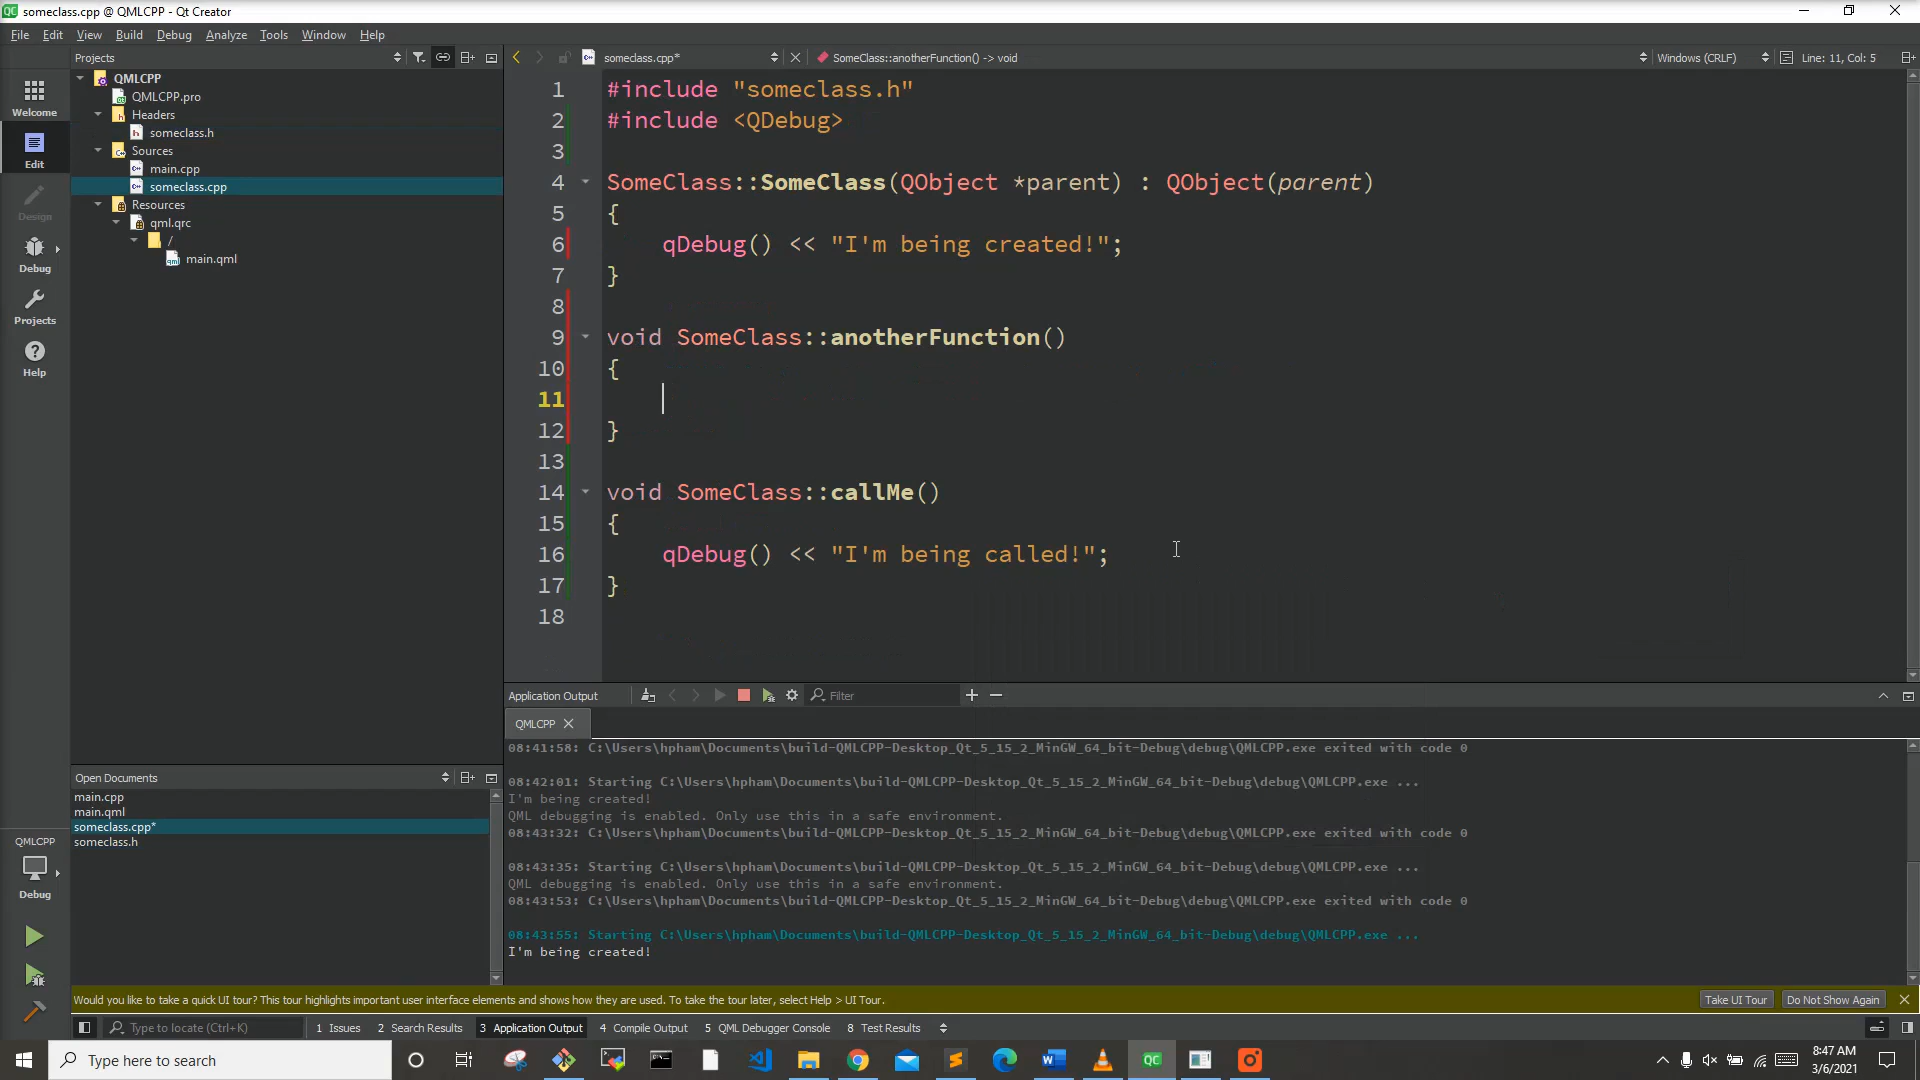 someclass.cpp @ QMLCPP - Qt Creator
File Edit View Build Debug Analyze Tools Window Help
Projects
someclass.cpp*
SomeClass::anotherFunction() -> void
Windows (CRLF)
Line: 11, Col: 5
Welcome
Edit
Design
Debug
Projects
Help
QMLCPP
QMLCPP.pro
Headers
someclass.h
Sources
main.cpp
someclass.cpp
Resources
qml.qrc
/
main.qml
1 #include "someclass.h"
2 #include <QDebug>
3
4 SomeClass::SomeClass(QObject *parent) : QObject(parent)
5 {
6 qDebug() << "I'm being created!";
7 }
8
9 void SomeClass::anotherFunction()
10 {
11
12 }
13
14 void SomeClass::callMe()
15 {
16 qDebug() << "I'm being called!";
17 }
18
Application Output
Filter
QMLCPP
08:41:58: C:\Users\hpham\Documents\build-QMLCPP-Desktop_Qt_5_15_2_MinGW_64_bit-Debug\debug\QMLCPP.exe exited with code 0
08:42:01: Starting C:\Users\hpham\Documents\build-QMLCPP-Desktop_Qt_5_15_2_MinGW_64_bit-Debug\debug\QMLCPP.exe ...
I'm being created!
QML debugging is enabled. Only use this in a safe environment.
08:43:32: C:\Users\hpham\Documents\build-QMLCPP-Desktop_Qt_5_15_2_MinGW_64_bit-Debug\debug\QMLCPP.exe exited with code 0
08:43:35: Starting C:\Users\hpham\Documents\build-QMLCPP-Desktop_Qt_5_15_2_MinGW_64_bit-Debug\debug\QMLCPP.exe ...
QML debugging is enabled. Only use this in a safe environment.
08:43:53: C:\Users\hpham\Documents\build-QMLCPP-Desktop_Qt_5_15_2_MinGW_64_bit-Debug\debug\QMLCPP.exe exited with code 0
08:43:55: Starting C:\Users\hpham\Documents\build-QMLCPP-Desktop_Qt_5_15_2_MinGW_64_bit-Debug\debug\QMLCPP.exe ...
I'm being created!
Open Documents
main.cpp
main.qml
someclass.cpp*
someclass.h
QMLCPP
Debug
Would you like to take a quick UI tour? This tour highlights important user interface elements and shows how they are used. To take the tour later, select Help > UI Tour.
Take UI Tour
Do Not Show Again
Type to locate (Ctrl+K)
1 Issues
2 Search Results
3 Application Output
4 Compile Output
5 QML Debugger Console
8 Test Results
Type here to search
QC
8:47 AM
3/6/2021